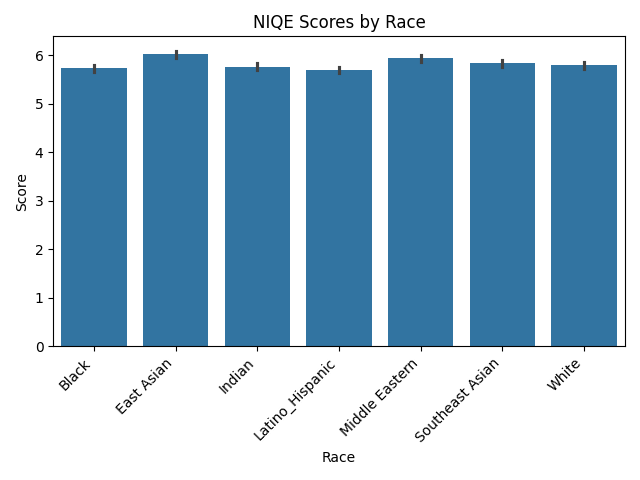 NIQE Scores by Race
Score
6
5
4
3
2
1
0
Black
East Asian
Indian
Latino_Hispanic
Middle Eastern
Southeast Asian
White
Race